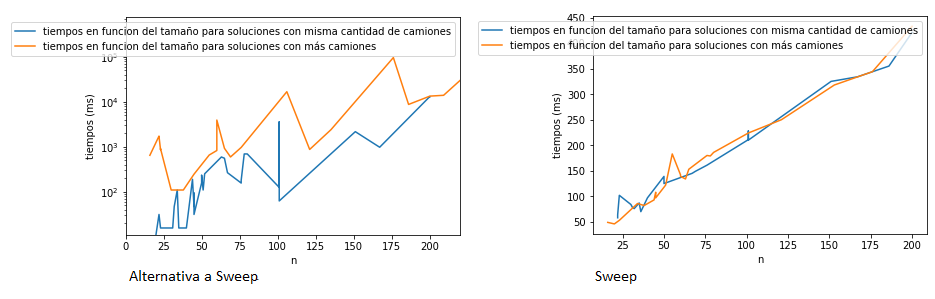 tiempos en funcion del tamaño para soluciones con misma cantidad de camiones
tiempos en funcion del tamaño para soluciones con más camiones
10⁵
10⁴
10³
10²
tiempos (ms)
0 25 50 75 100 125 150 175 200
n
Alternativa a Sweep
450
tiempos en funcion del tamaño para soluciones con misma cantidad de camiones
tiempos en funcion del tamaño para soluciones con más camiones
350
300
250
200
150
100
50
tiempos (ms)
25 50 75 100 125 150 175 200
n
Sweep